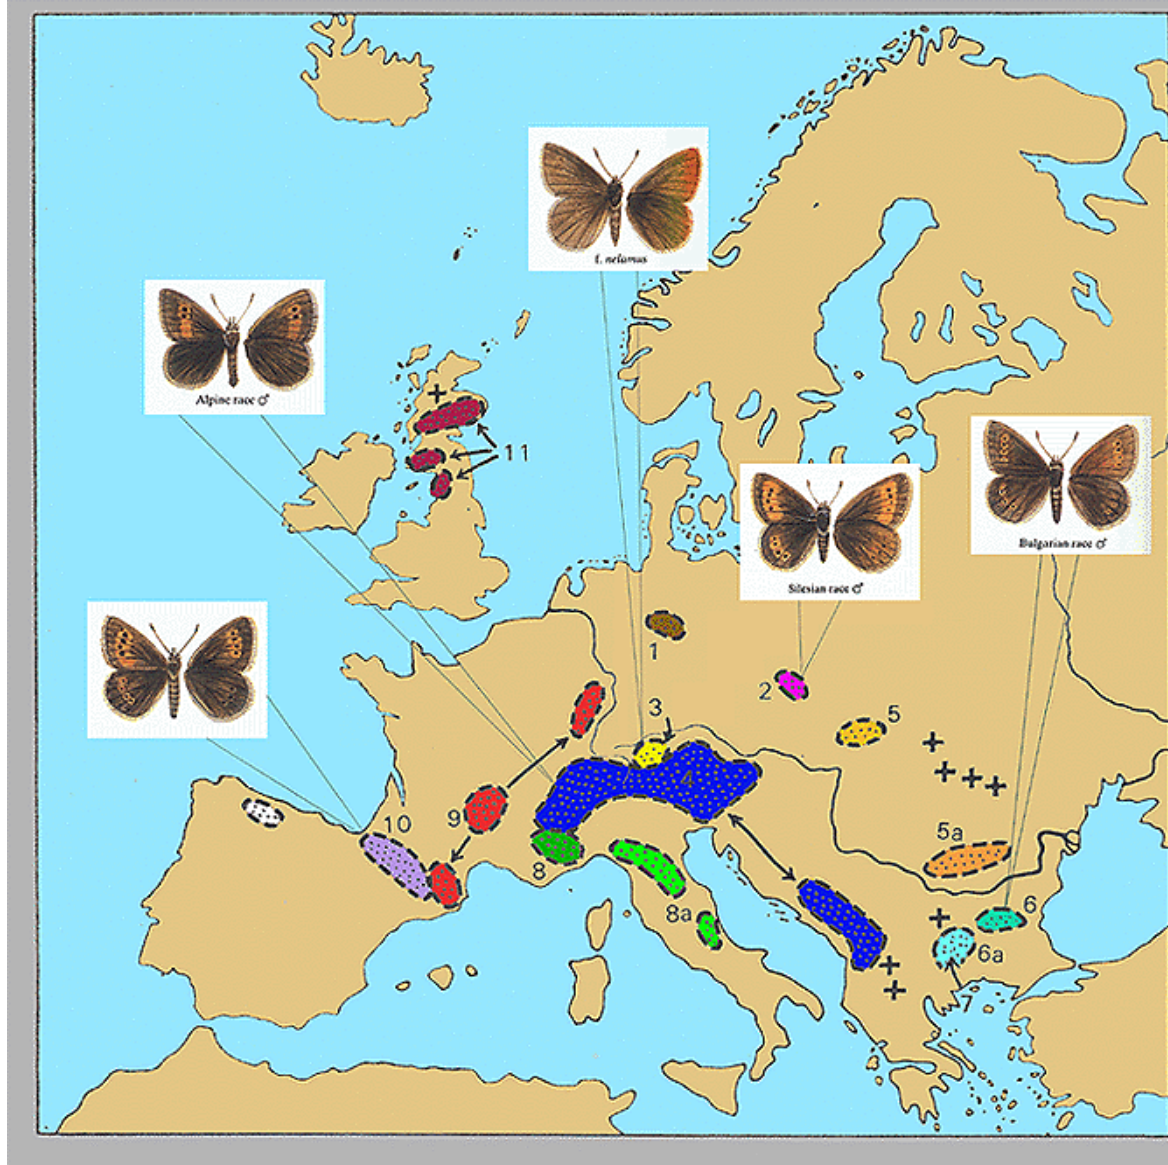 f. nelamus
Alpine race ♂
11
Silesian race ♂
Bulgarian race ♂
1
2
3
5
4
9
10
8
5a
8a
6
6a
7